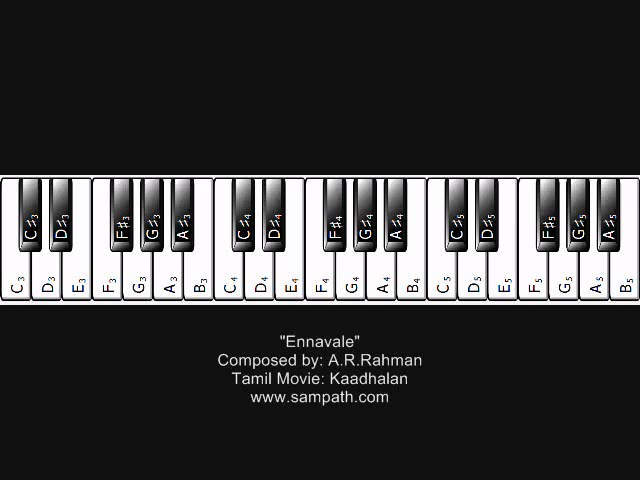 C♯3 D♯3 F♯3 G♯3 A♯3 C♯4 D♯4 F♯4 G♯4 A♯4 C♯5 D♯5 F♯5 G♯5 A♯5
C3 D3 E3 F3 G3 A3 B3 C4 D4 E4 F4 G4 A4 B4 C5 D5 E5 F5 G5 A5 B5
"Ennavale"
Composed by: A.R.Rahman
Tamil Movie: Kaadhalan
www.sampath.com